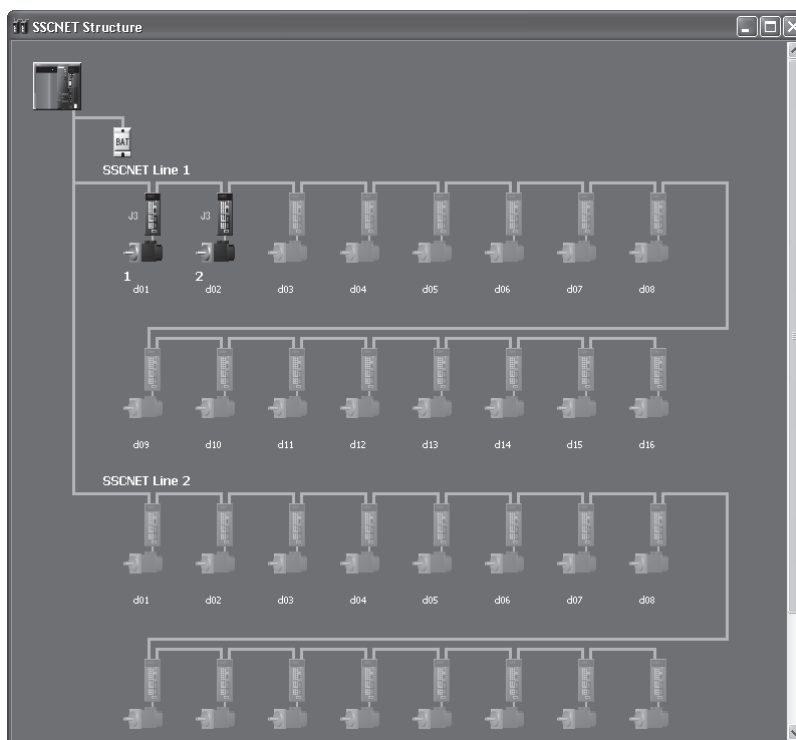 SSCNET Structure
BAT
SSCNET Line 1
J3 J3
1 2
d01 d02 d03 d04 d05 d06 d07 d08
d09 d10 d11 d12 d13 d14 d15 d16
SSCNET Line 2
d01 d02 d03 d04 d05 d06 d07 d08